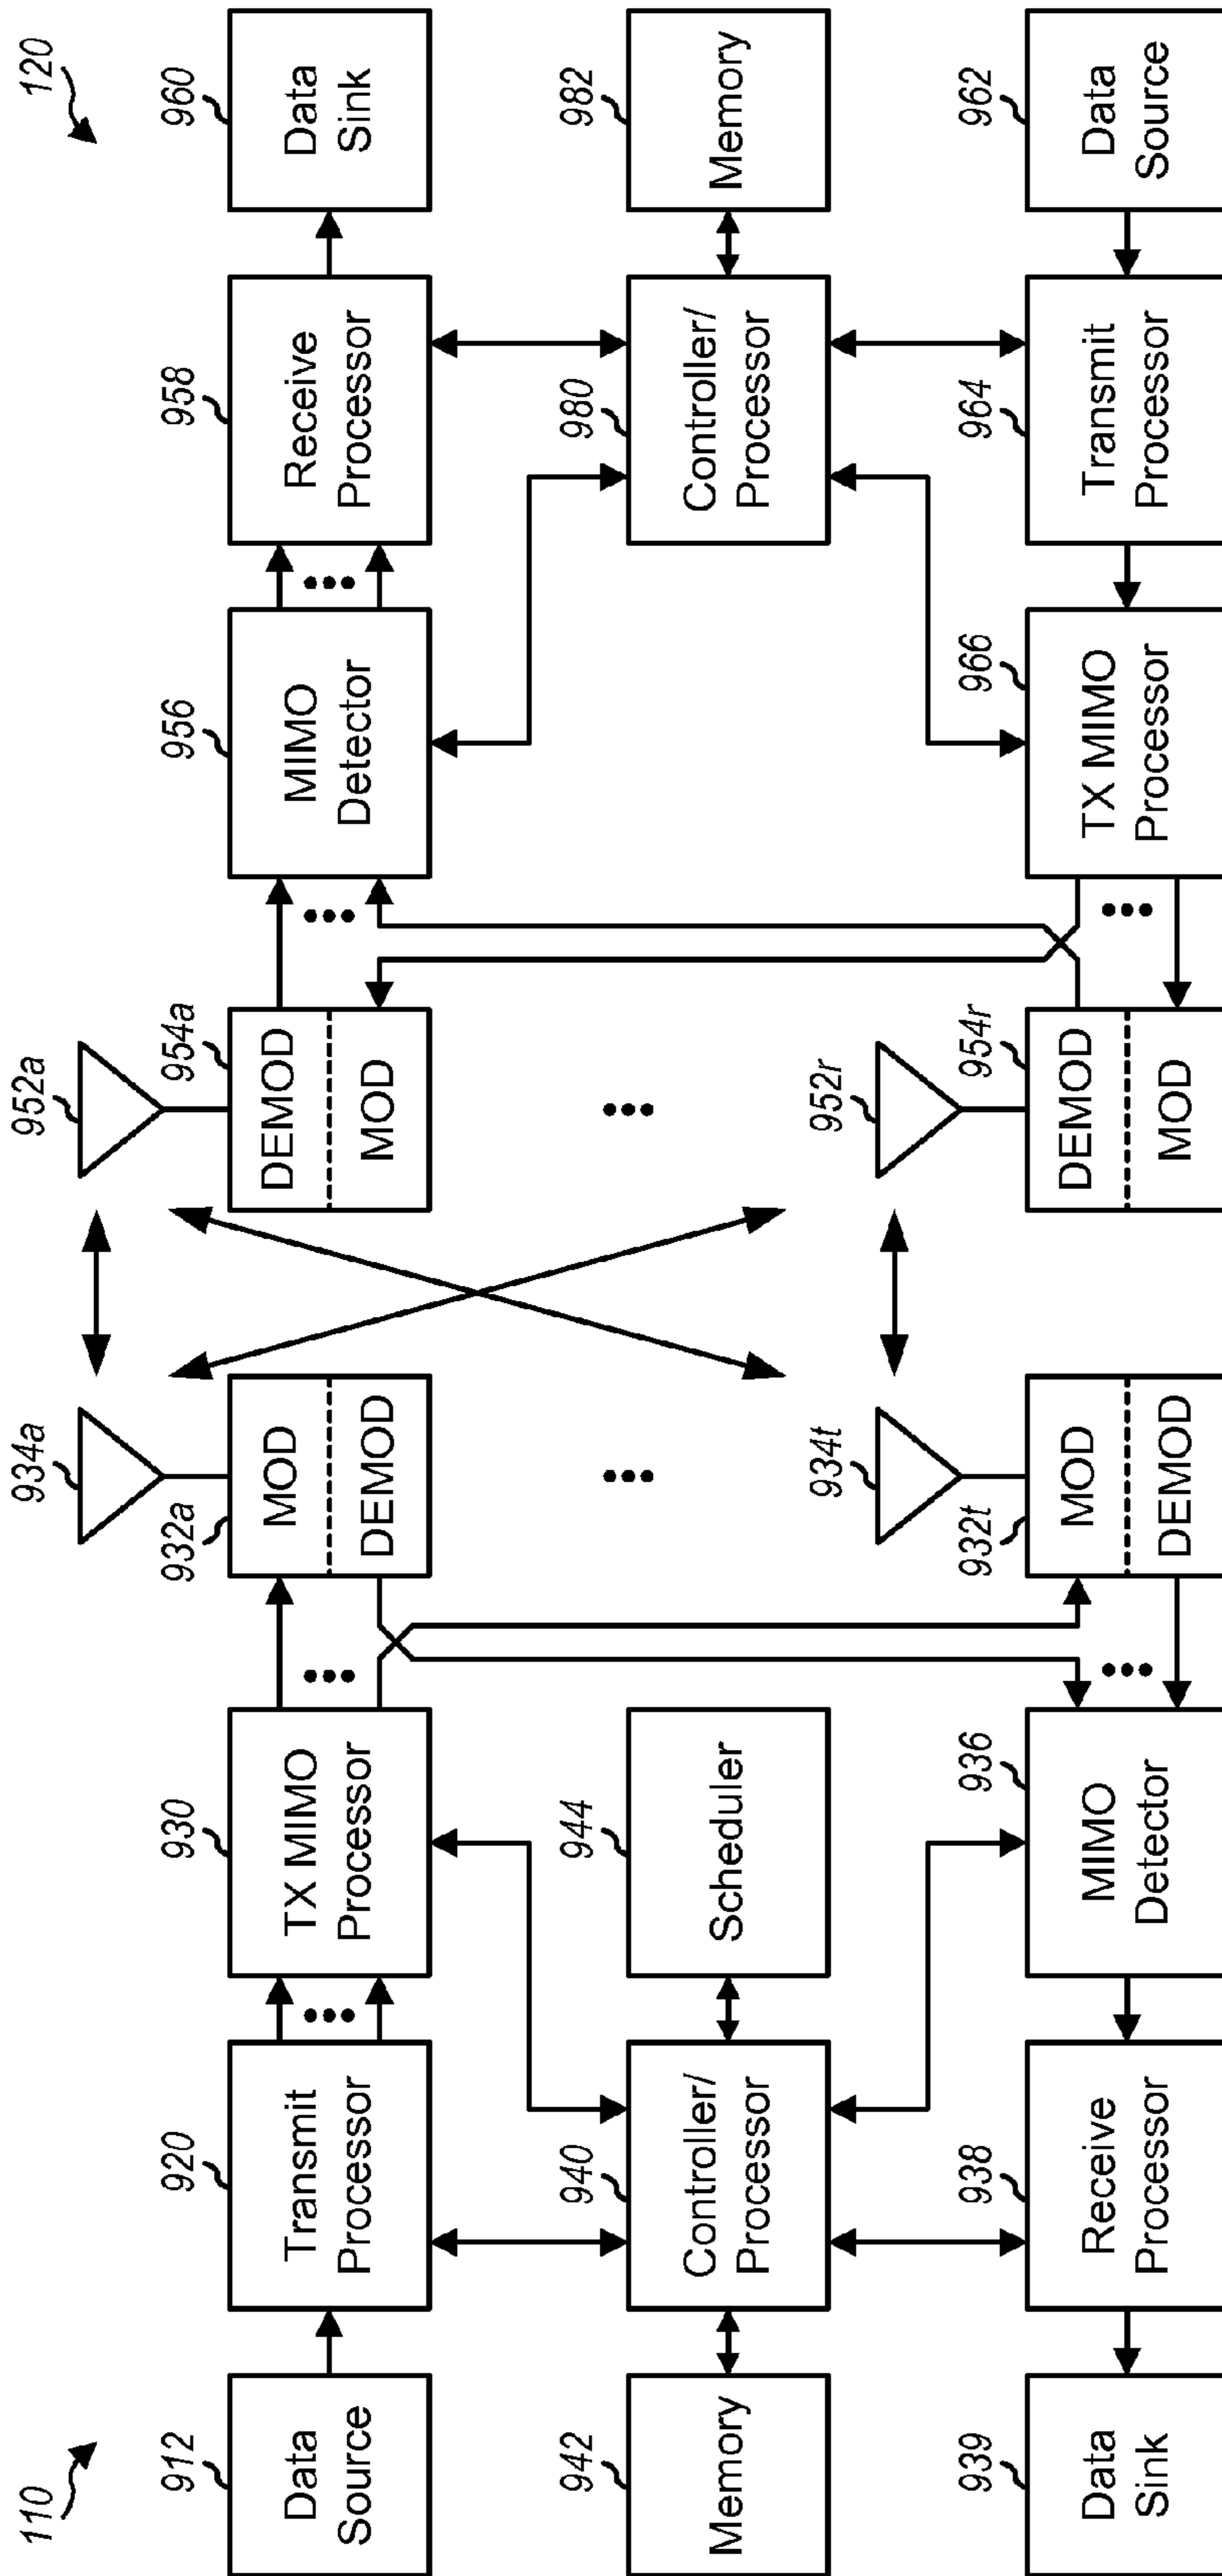 110
120
934a
952a
912
920
930
932a
954a
956
958
960
Data
Source
Transmit
Processor
TX MIMO
Processor
MOD
DEMOD
DEMOD
MOD
MIMO
Detector
Receive
Processor
Data
Sink
942
940
944
980
982
Memory
Controller/
Processor
Scheduler
Controller/
Processor
Memory
934t
952r
939
938
936
932t
954r
966
964
962
Data
Sink
Receive
Processor
MIMO
Detector
MOD
DEMOD
DEMOD
MOD
TX MIMO
Processor
Transmit
Processor
Data
Source